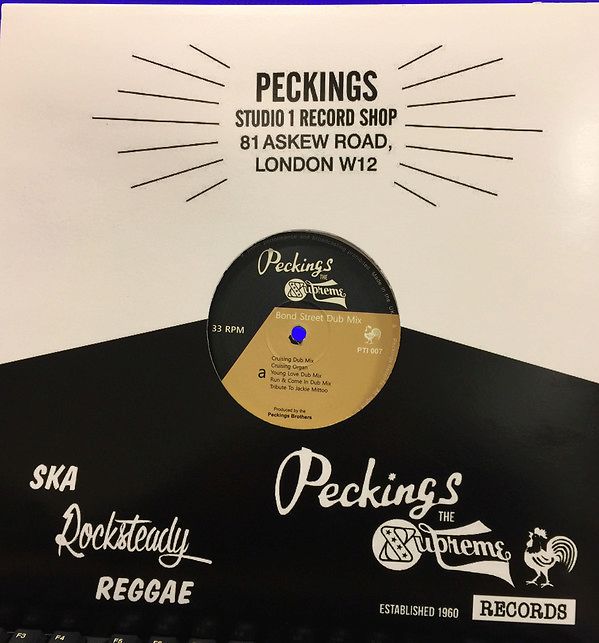 PECKINGS
STUDIO 1 RECORD SHOP
81 ASKEW ROAD,
LONDON W12
Peckings
THE
Supreme
Bond Street Dub Mix
33 RPM
PTI 007
a
Cruising Dub Mix
Cruising Organ
Young Love Dub Mix
Run & Come In Dub Mix
Tribute To Jackie Mittoo
Produced by the
Peckings Brothers
SKA
Rocksteady
REGGAE
Peckings
THE
Supreme
ESTABLISHED 1960
RECORDS
F3
F4
F5
F6